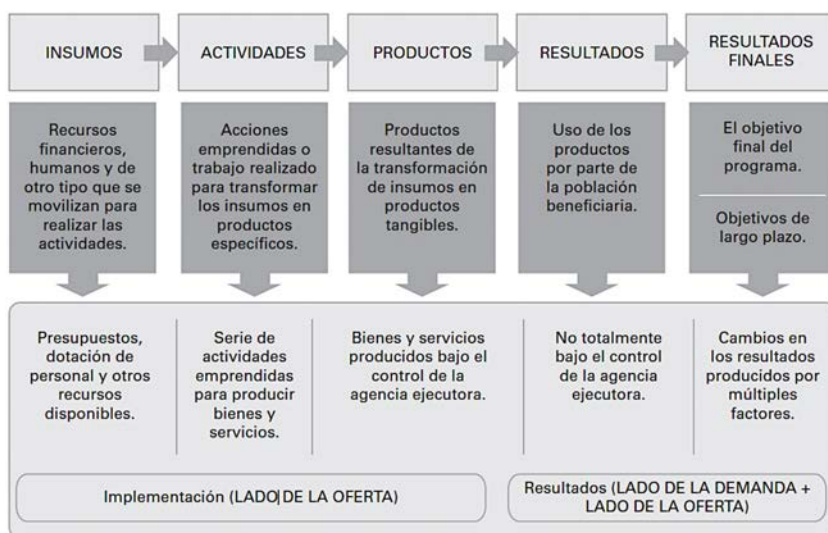 INSUMOS
ACTIVIDADES
PRODUCTOS
RESULTADOS
RESULTADOS
FINALES
Recursos
financieros,
humanos y de
otro tipo que se
movilizan para
realizar las
actividades.
Acciones
emprendidas o
trabajo realizado
para transformar
los insumos en
productos
específicos.
Productos
resultantes de
la transformación
de insumos en
productos
tangibles.
Uso de los
productos
por parte de
la población
beneficiaria.
El objetivo
final del
programa.
Objetivos de
largo plazo.
Presupuestos,
dotación de
personal y otros
recursos
disponibles.
Serie de
actividades
emprendidas
para producir
bienes y
servicios.
Bienes y servicios
producidos bajo el
control de la
agencia ejecutora.
No totalmente
bajo el control
de la agencia
ejecutora.
Cambios en
los resultados
producidos por
múltiples
factores.
Implementación (LADO DE LA OFERTA)
Resultados (LADO DE LA DEMANDA +
LADO DE LA OFERTA)